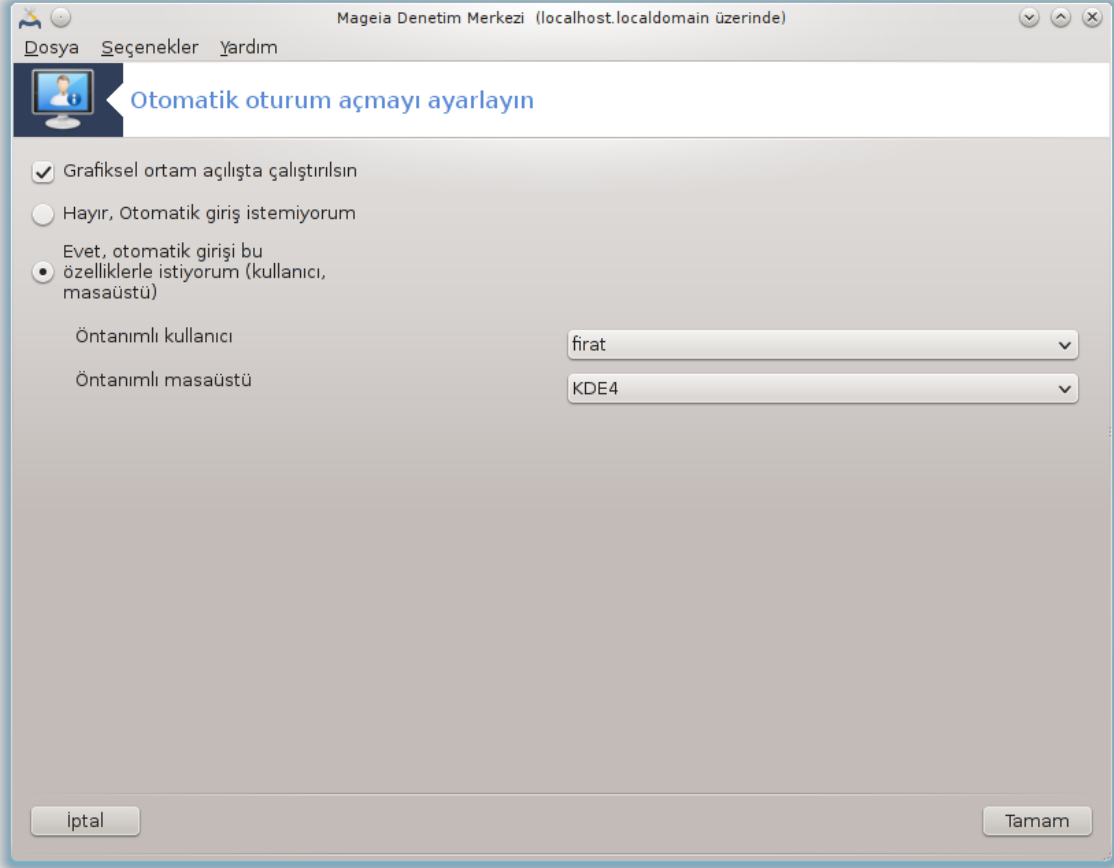 Mageia Denetim Merkezi (localhost.localdomain üzerinde)
Dosya Seçenekler Yardım
Otomatik oturum açmayı ayarlayın
Grafiksel ortam açılışta çalıştırılsın
Hayır, Otomatik giriş istemiyorum
Evet, otomatik girişi bu
özelliklerle istiyorum (kullanıcı,
masaüstü)
Öntanımlı kullanıcı
firat
Öntanımlı masaüstü
KDE4
İptal
Tamam